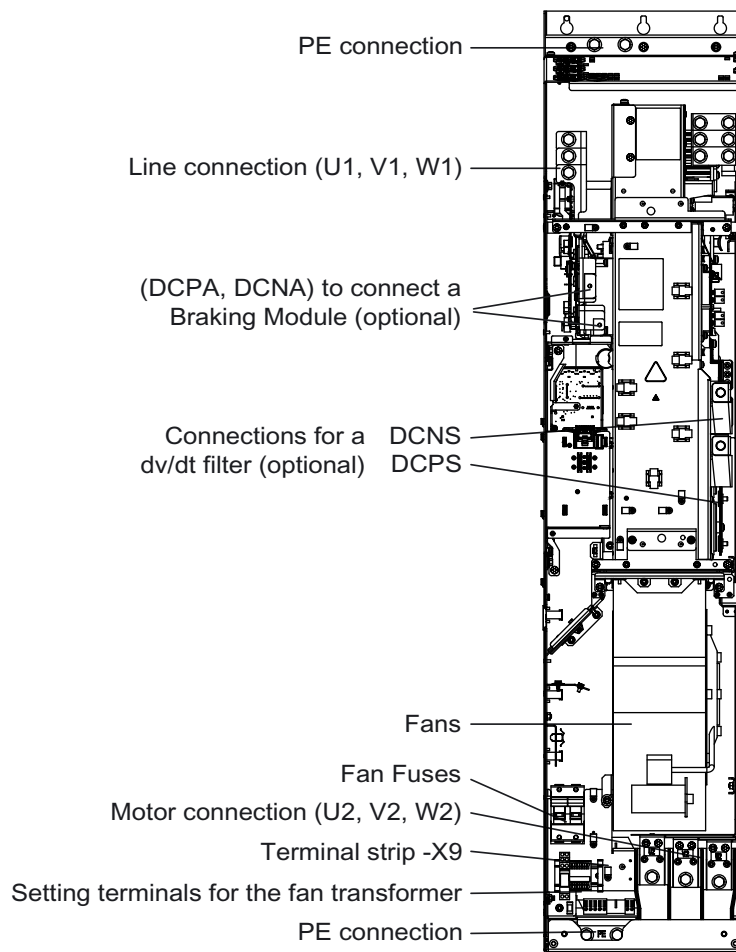 PE connection
Line connection (U1, V1, W1)
(DCPA, DCNA) to connect a
Braking Module (optional)
Connections for a DCNS
dv/dt filter (optional) DCPS
Fans
Fan Fuses
Motor connection (U2, V2, W2)
Terminal strip -X9
Setting terminals for the fan transformer
PE connection
PE